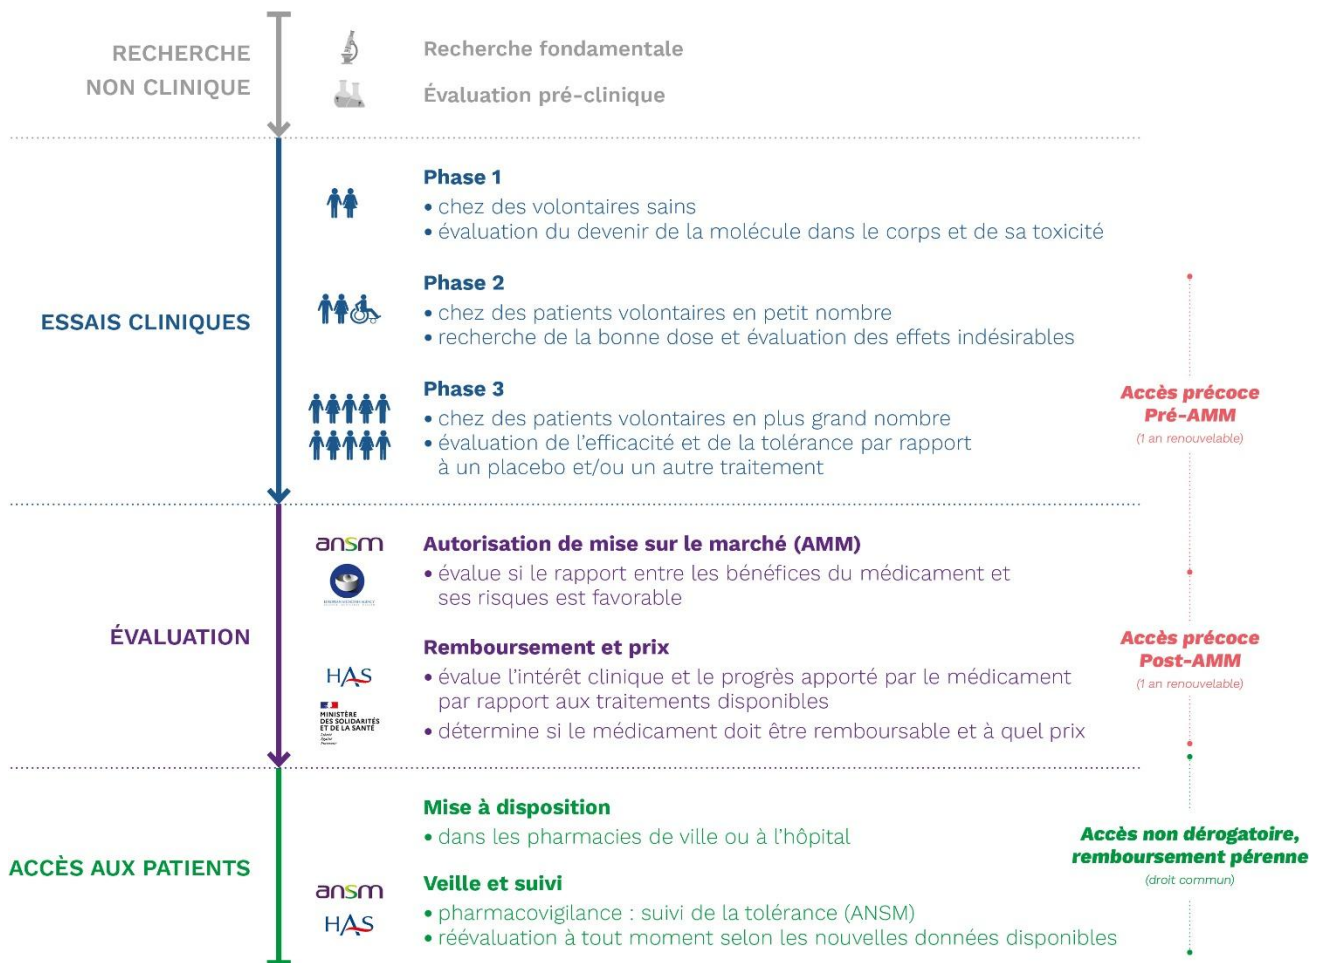 RECHERCHE
NON CLINIQUE
Recherche fondamentale
Évaluation pré-clinique
ESSAIS CLINIQUES
Phase 1
• chez des volontaires sains
• évaluation du devenir de la molécule dans le corps et de sa toxicité
Phase 2
• chez des patients volontaires en petit nombre
• recherche de la bonne dose et évaluation des effets indésirables
Phase 3
• chez des patients volontaires en plus grand nombre
• évaluation de l'efficacité et de la tolérance par rapport
à un placebo et/ou un autre traitement
Accès précoce
Pré-AMM
(1 an renouvelable)
ÉVALUATION
ansm
Autorisation de mise sur le marché (AMM)
• évalue si le rapport entre les bénéfices du médicament et
ses risques est favorable
Remboursement et prix
HAS
• évalue l'intérêt clinique et le progrès apporté par le médicament
par rapport aux traitements disponibles
MINISTÈRE
DES SOLIDARITÉS
ET DE LA SANTÉ
• détermine si le médicament doit être remboursable et à quel prix
Accès précoce
Post-AMM
(1 an renouvelable)
ACCÈS AUX PATIENTS
Mise à disposition
• dans les pharmacies de ville ou à l'hôpital
ansm
HAS
Veille et suivi
• pharmacovigilance : suivi de la tolérance (ANSM)
• réévaluation à tout moment selon les nouvelles données disponibles
Accès non dérogatoire,
remboursement pérenne
(droit commun)